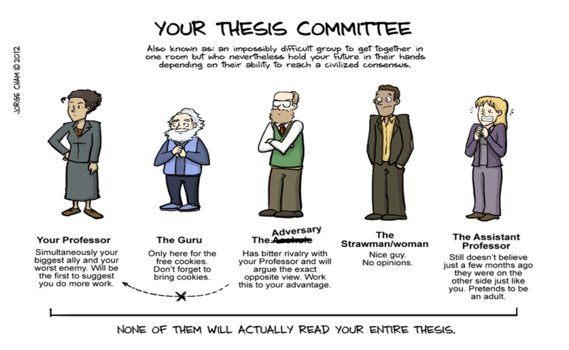 YOUR THESIS COMMITTEE
Also known as: an impossibly difficult group to get together in
one room but who nevertheless hold your future in their hands
depending on their ability to reach a civilized consensus.
JORGE CHAM © 2012
Your Professor
Simultaneously your
biggest ally and your
worst enemy. Will be
the first to suggest
you do more work.
The Guru
Only here for the
free cookies.
Don't forget to
bring cookies.
Adversary
The Asshole
Has bitter rivalry with
your Professor and will
argue the exact
opposite view. Work
this to your advantage.
The
Strawman/woman
Nice guy.
No opinions.
The Assistant
Professor
Still doesn't believe
just a few months ago
they were on the
other side just like
you. Pretends to be
an adult.
NONE OF THEM WILL ACTUALLY READ YOUR ENTIRE THESIS.